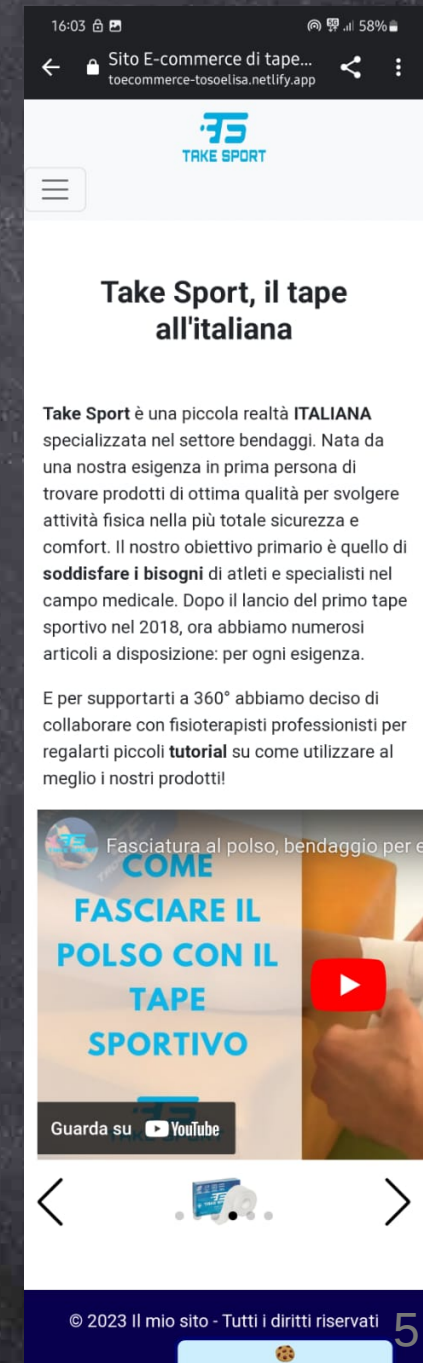 16:03
5G
58%
Sito E-commerce di tape...
toecommerce-tosoelisa.netlify.app
TAKE SPORT
Take Sport, il tape
all'italiana
Take Sport è una piccola realtà ITALIANA
specializzata nel settore bendaggi. Nata da
una nostra esigenza in prima persona di
trovare prodotti di ottima qualità per svolgere
attività fisica nella più totale sicurezza e
comfort. Il nostro obiettivo primario è quello di
soddisfare i bisogni di atleti e specialisti nel
campo medicale. Dopo il lancio del primo tape
sportivo nel 2018, ora abbiamo numerosi
articoli a disposizione: per ogni esigenza.
E per supportarti a 360° abbiamo deciso di
collaborare con fisioterapisti professionisti per
regalarti piccoli tutorial su come utilizzare al
meglio i nostri prodotti!
Fasciatura al polso, bendaggio per e
COME
FASCIARE IL
POLSO CON IL
TAPE
SPORTIVO
Guarda su YouTube
© 2023 Il mio sito - Tutti i diritti riservati
5